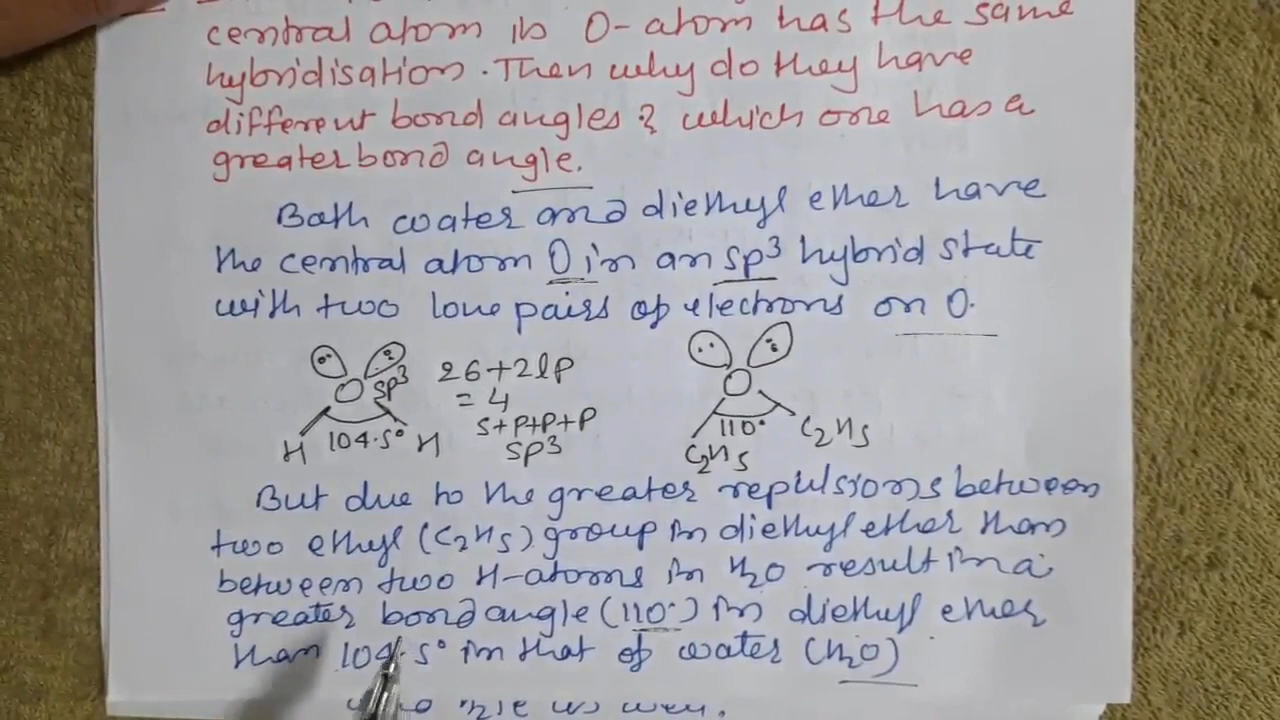 central atom is O-atom has the same
hybridisation. Then why do they have
different bond angles & which one has a
greater bond angle.
Both water and diethyl ether have
the central atom O in an sp³ hybrid state
with two lone pairs of electrons on O.
O sp³
H 104.5° H
2σ+2lp
= 4
s+p+p+p
sp³
O
110°
C₂H₅ C₂H₅
But due to the greater repulsions between
two ethyl (C₂H₅) group in diethyl ether than
between two H-atoms in H₂O result in a
greater bond angle (110°) in diethyl ether
than 104.5° in that of water (H₂O)